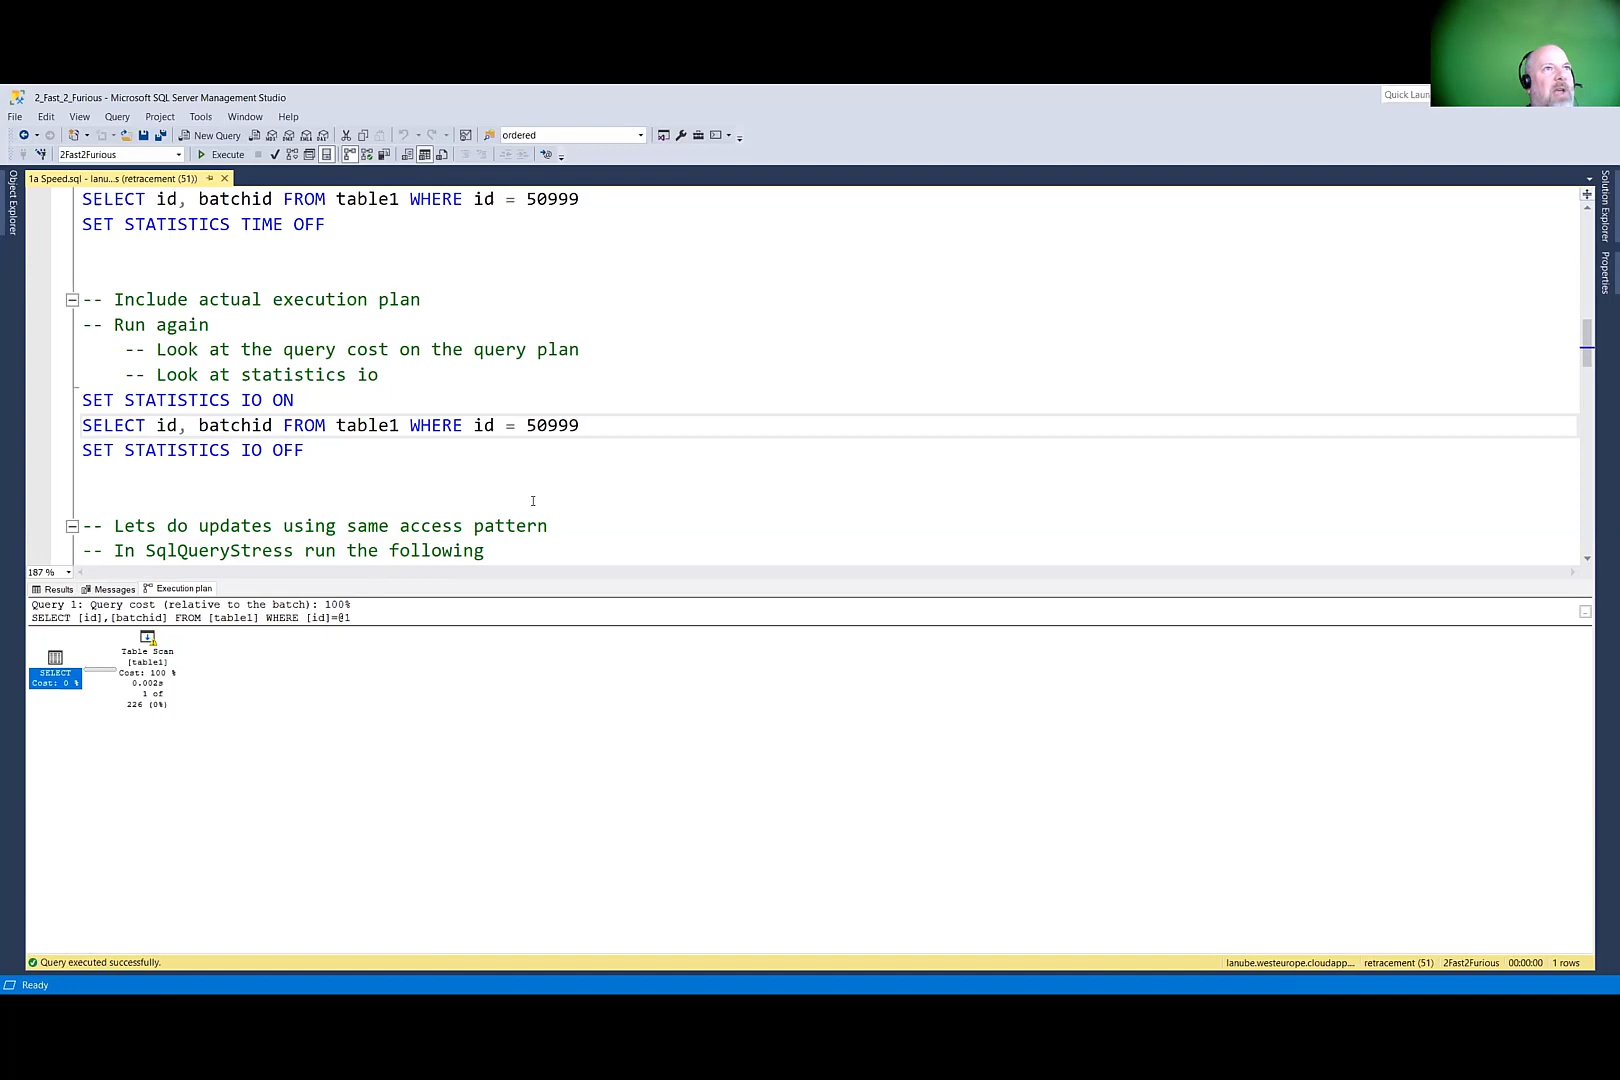 2_Fast_2_Furious - Microsoft SQL Server Management Studio
Quick Laun
File Edit View Query Project Tools Window Help
New Query
ordered
2Fast2Furious
Execute
Object Explorer
1a Speed.sql - lanu...s (retracement (51))
Solution Explorer
Properties
SELECT id, batchid FROM table1 WHERE id = 50999
SET STATISTICS TIME OFF
-- Include actual execution plan
-- Run again
-- Look at the query cost on the query plan
-- Look at statistics io
SET STATISTICS IO ON
SELECT id, batchid FROM table1 WHERE id = 50999
SET STATISTICS IO OFF
-- Lets do updates using same access pattern
-- In SqlQueryStress run the following
187 %
Results Messages Execution plan
Query 1: Query cost (relative to the batch): 100%
SELECT [id],[batchid] FROM [table1] WHERE [id]=@1
SELECT
Cost: 0 %
Table Scan
[table1]
Cost: 100 %
0.002s
1 of
226 (0%)
Query executed successfully.
lanube.westeurope.cloudapp.... retracement (51) 2Fast2Furious 00:00:00 1 rows
Ready